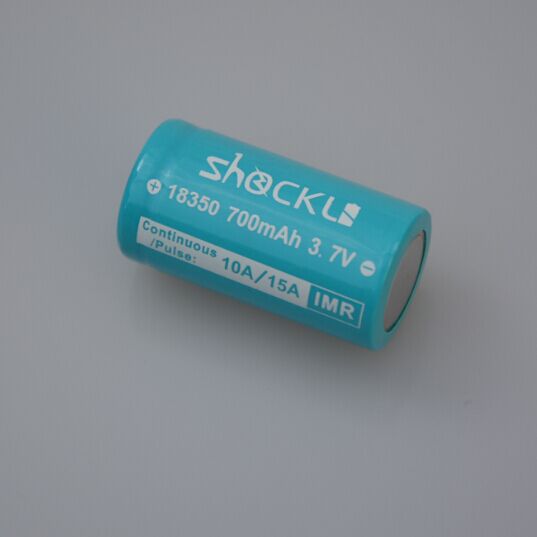 shockLi
+ 18350 700mAh 3.7V -
Continuous
/Pulse:
10A/15A
IMR